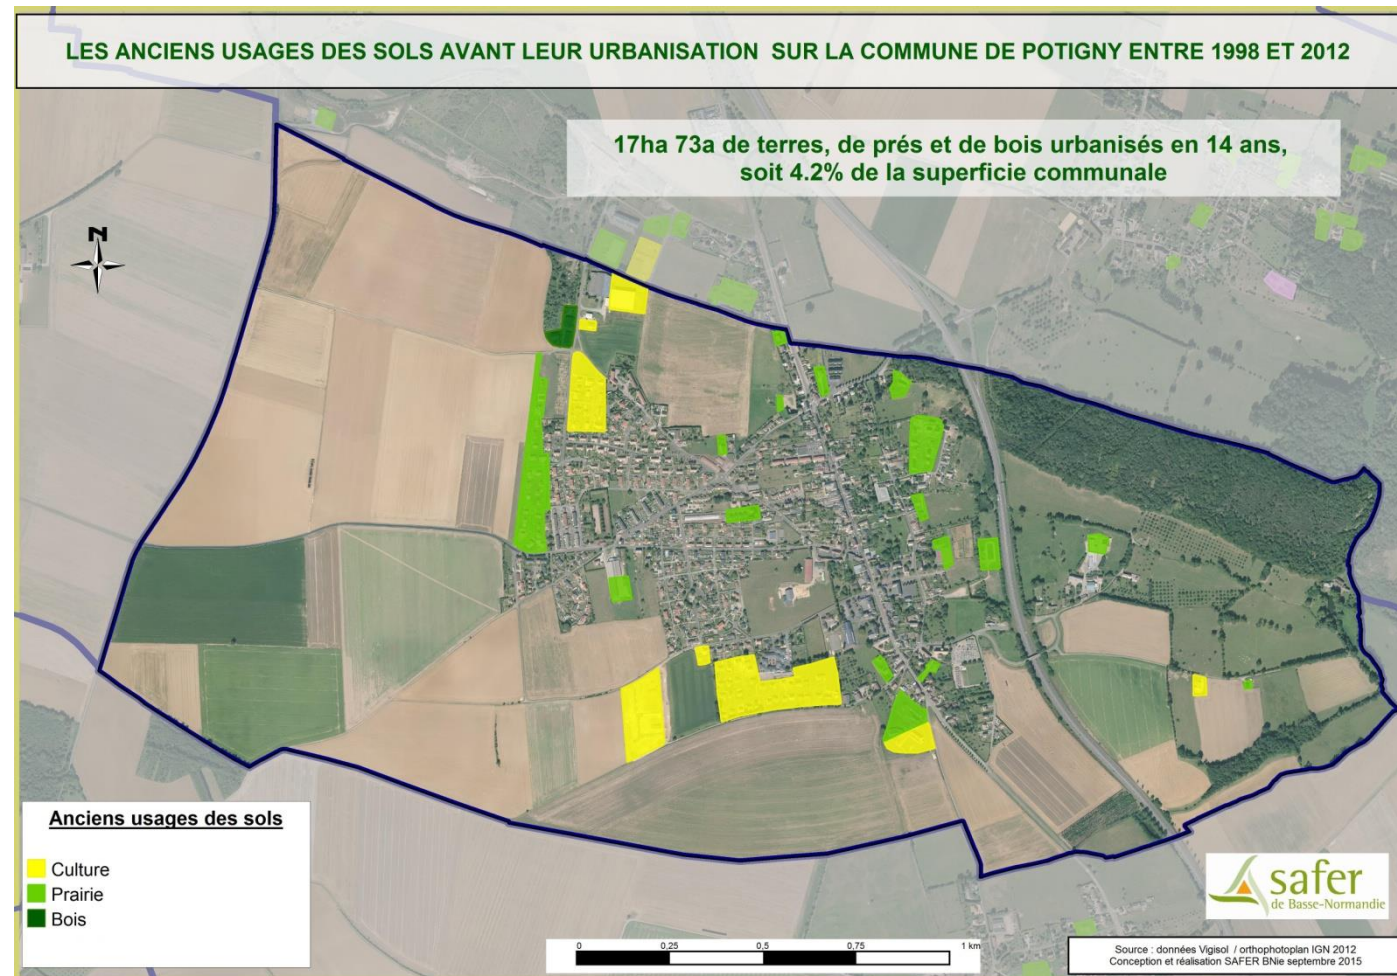 LES ANCIENS USAGES DES SOLS AVANT LEUR URBANISATION SUR LA COMMUNE DE POTIGNY ENTRE 1998 ET 2012
17ha 73a de terres, de prés et de bois urbanisés en 14 ans,
soit 4.2% de la superficie communale
N
Anciens usages des sols
Culture
Prairie
Bois
0 0,25 0,5 0,75 1 km
safer
de Basse-Normandie
Source : données Vigisol / orthophotoplan IGN 2012
Conception et réalisation SAFER BNie septembre 2015